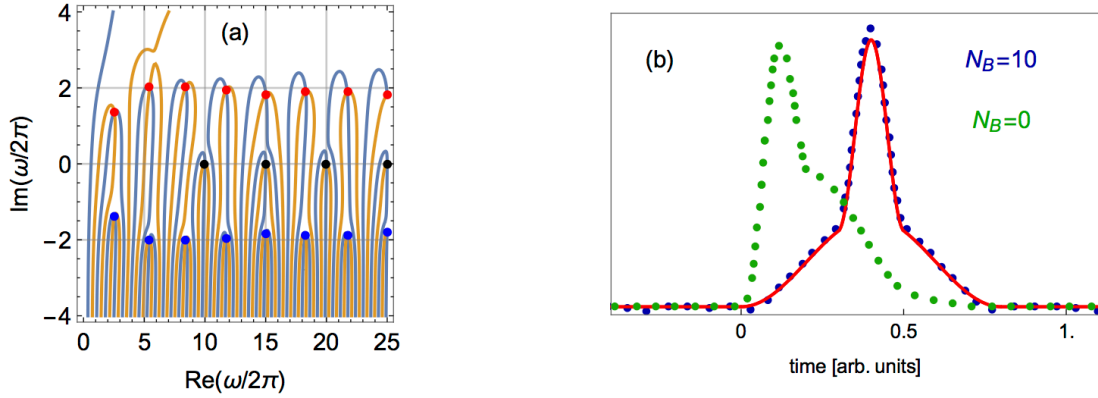 (a)
4
2
0
−2
−4
Im(ω/2π)
0 5 10 15 20 25
Re(ω/2π)
(b)
N_B=10
N_B=0
0 0.5 1.
time [arb. units]